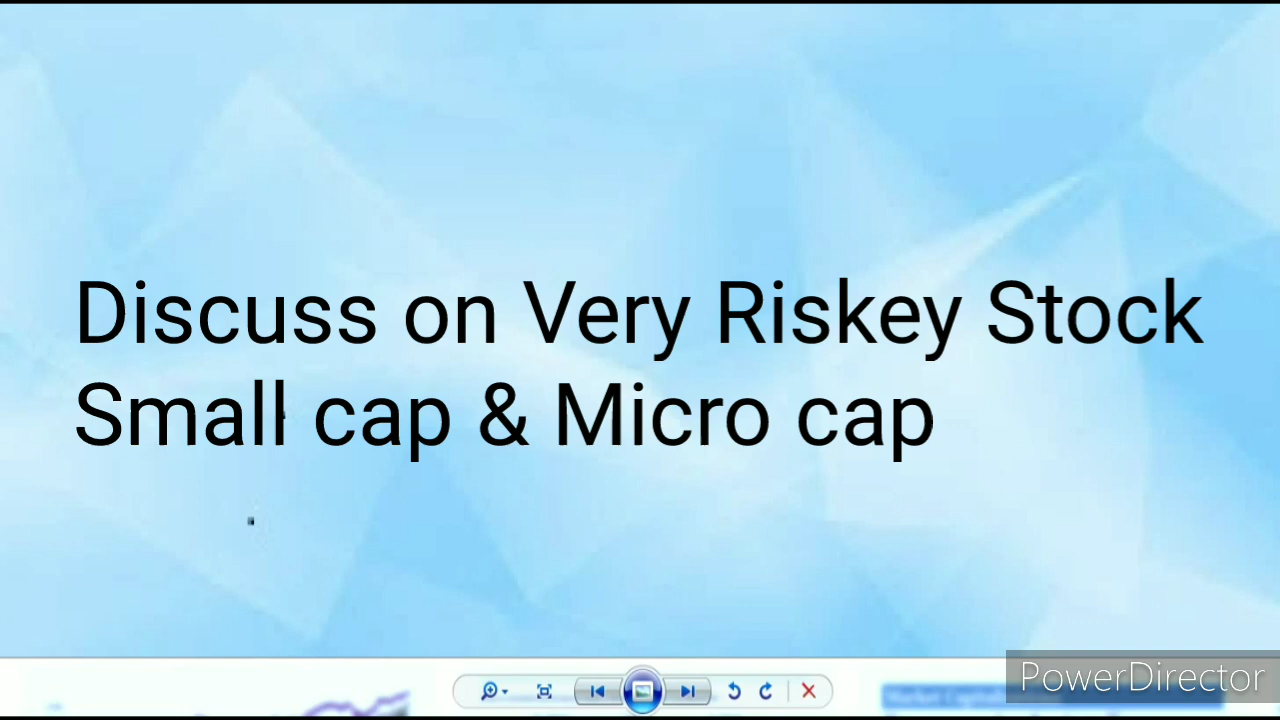 Discuss on Very Riskey Stock
Small cap & Micro cap
PowerDirector